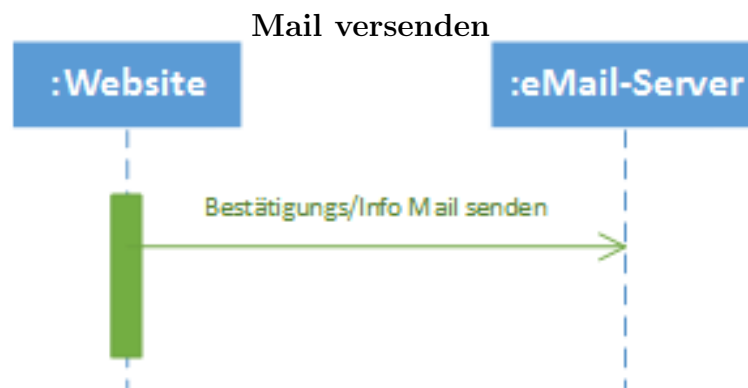 Mail versenden
:Website
:eMail-Server
Bestätigungs/Info Mail senden